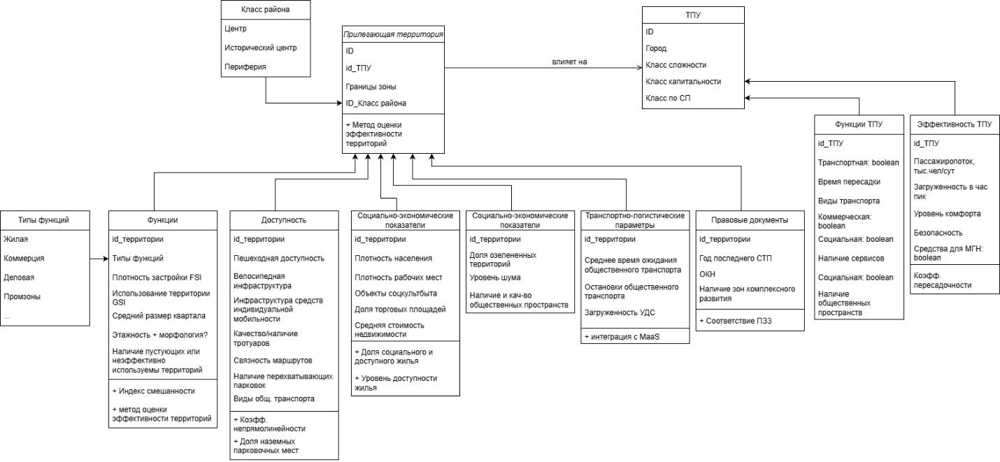 Класс района
Центр
Исторический центр
Периферия
Прилегающая территория
ID
id_ТПУ
Границы зоны
ID_Класс района
+ Метод оценки
эффективности
территорий
влияет на
ТПУ
ID
Город
Класс сложности
Класс капитальности
Класс по СП
Функции ТПУ
id_ТПУ
Транспортная: boolean
Время пересадки
Виды транспорта
Коммерческая:
boolean
Социальная: boolean
Наличие сервисов
Социальная: boolean
Наличие
общественных
пространств
Эффективность ТПУ
id_ТПУ
Пассажиропоток,
тыс.чел/сут
Загруженность в час
пик
Уровень комфорта
Безопасность
Средства для МГН:
boolean
Коэфф.
пересадочности
Типы функций
Жилая
Коммерция
Деловая
Промзоны
...
Функции
id_территории
Типы функций
Плотность застройки FSI
Использование территории
GSI
Средний размер квартала
Этажность + морфология?
Наличие пустующих или
неэффективно
используемы территорий
+ Индекс смешанности
+ метод оценки
эффективности территорий
Доступность
id_территории
Пешеходная доступность
Велосипедная
инфраструктура
Инфраструктура средств
индивидуальной
мобильности
Качество/наличие
тротуаров
Связность маршрутов
Наличие перехватывающих
парковок
Виды общ. транспорта
+ Коэфф.
непрямолинейности
+ Доля наземных
парковочных мест
Социально-экономические
показатели
id_территории
Плотность населения
Плотность рабочих мест
Объекты соцкультбыта
Доля торговых площадей
Средняя стоимость
недвижимости
+ Доля социального и
доступного жилья
+ Уровень доступности
жилья
Социально-экономические
показатели
id_территории
Доля озелененных
территорий
Уровень шума
Наличие и кач-во
общественных пространств
Транспортно-логистические
параметры
id_территории
Среднее время ожидания
общественного транспорта
Остановки общественного
транспорта
Загруженность УДС
+ интеграция с MaaS
Правовые документы
id_территории
Год последнего СТП
ОКН
Наличие зон комплексного
развития
+ Соответствие ПЗЗ